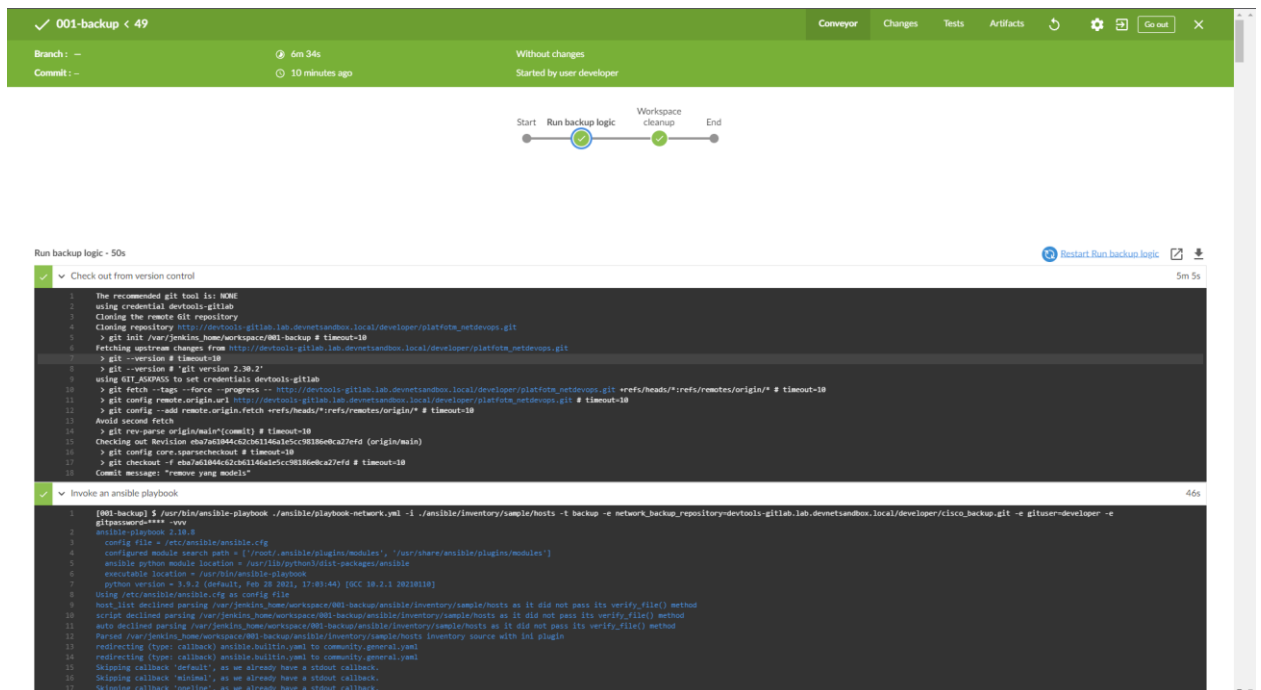 001-backup < 49
Conveyor Changes Tests Artifacts Go out
Branch: —
6m 34s
Without changes
Commit: —
10 minutes ago
Started by user developer
Start Run backup logic Workspace cleanup End
Run backup logic - 50s
Restart Run backup logic
Check out from version control 5m 5s
1 The recommended git tool is: NONE
2 using credential devtools-gitlab
3 Cloning the remote Git repository
4 Cloning repository http://devtools-gitlab.lab.devnetsandbox.local/developer/platfotm_netdevops.git
5 > git init /var/jenkins_home/workspace/001-backup # timeout=10
6 Fetching upstream changes from http://devtools-gitlab.lab.devnetsandbox.local/developer/platfotm_netdevops.git
7 > git --version # timeout=10
8 > git --version # 'git version 2.30.2'
9 using GIT_ASKPASS to set credentials devtools-gitlab
10 > git fetch --tags --force --progress -- http://devtools-gitlab.lab.devnetsandbox.local/developer/platfotm_netdevops.git +refs/heads/*:refs/remotes/origin/* # timeout=10
11 > git config remote.origin.url http://devtools-gitlab.lab.devnetsandbox.local/developer/platfotm_netdevops.git # timeout=10
12 > git config --add remote.origin.fetch +refs/heads/*:refs/remotes/origin/* # timeout=10
13 Avoid second fetch
14 > git rev-parse origin/main^{commit} # timeout=10
15 Checking out Revision eba7a61044c62cb61146a1e5cc98186e0ca27efd (origin/main)
16 > git config core.sparsecheckout # timeout=10
17 > git checkout -f eba7a61044c62cb61146a1e5cc98186e0ca27efd # timeout=10
18 Commit message: "remove yang models"
Invoke an ansible playbook 46s
1 [001-backup] $ /usr/bin/ansible-playbook ./ansible/playbook-network.yml -i ./ansible/inventory/sample/hosts -t backup -e network_backup_repository=devtools-gitlab.lab.devnetsandbox.local/developer/cisco_backup.git -e gituser=developer -e
gitpassword=**** -vvv
2 ansible-playbook 2.10.8
3 config file = /etc/ansible/ansible.cfg
4 configured module search path = ['/root/.ansible/plugins/modules', '/usr/share/ansible/plugins/modules']
5 ansible python module location = /usr/lib/python3/dist-packages/ansible
6 executable location = /usr/bin/ansible-playbook
7 python version = 3.9.2 (default, Feb 28 2021, 17:03:44) [GCC 10.2.1 20210110]
8 Using /etc/ansible/ansible.cfg as config file
9 host_list declined parsing /var/jenkins_home/workspace/001-backup/ansible/inventory/sample/hosts as it did not pass its verify_file() method
10 script declined parsing /var/jenkins_home/workspace/001-backup/ansible/inventory/sample/hosts as it did not pass its verify_file() method
11 auto declined parsing /var/jenkins_home/workspace/001-backup/ansible/inventory/sample/hosts as it did not pass its verify_file() method
12 Parsed /var/jenkins_home/workspace/001-backup/ansible/inventory/sample/hosts inventory source with ini plugin
13 redirecting (type: callback) ansible.builtin.yaml to community.general.yaml
14 redirecting (type: callback) ansible.builtin.yaml to community.general.yaml
15 Skipping callback 'default', as we already have a stdout callback.
16 Skipping callback 'minimal', as we already have a stdout callback.
17 Skipping callback 'oneline', as we already have a stdout callback.